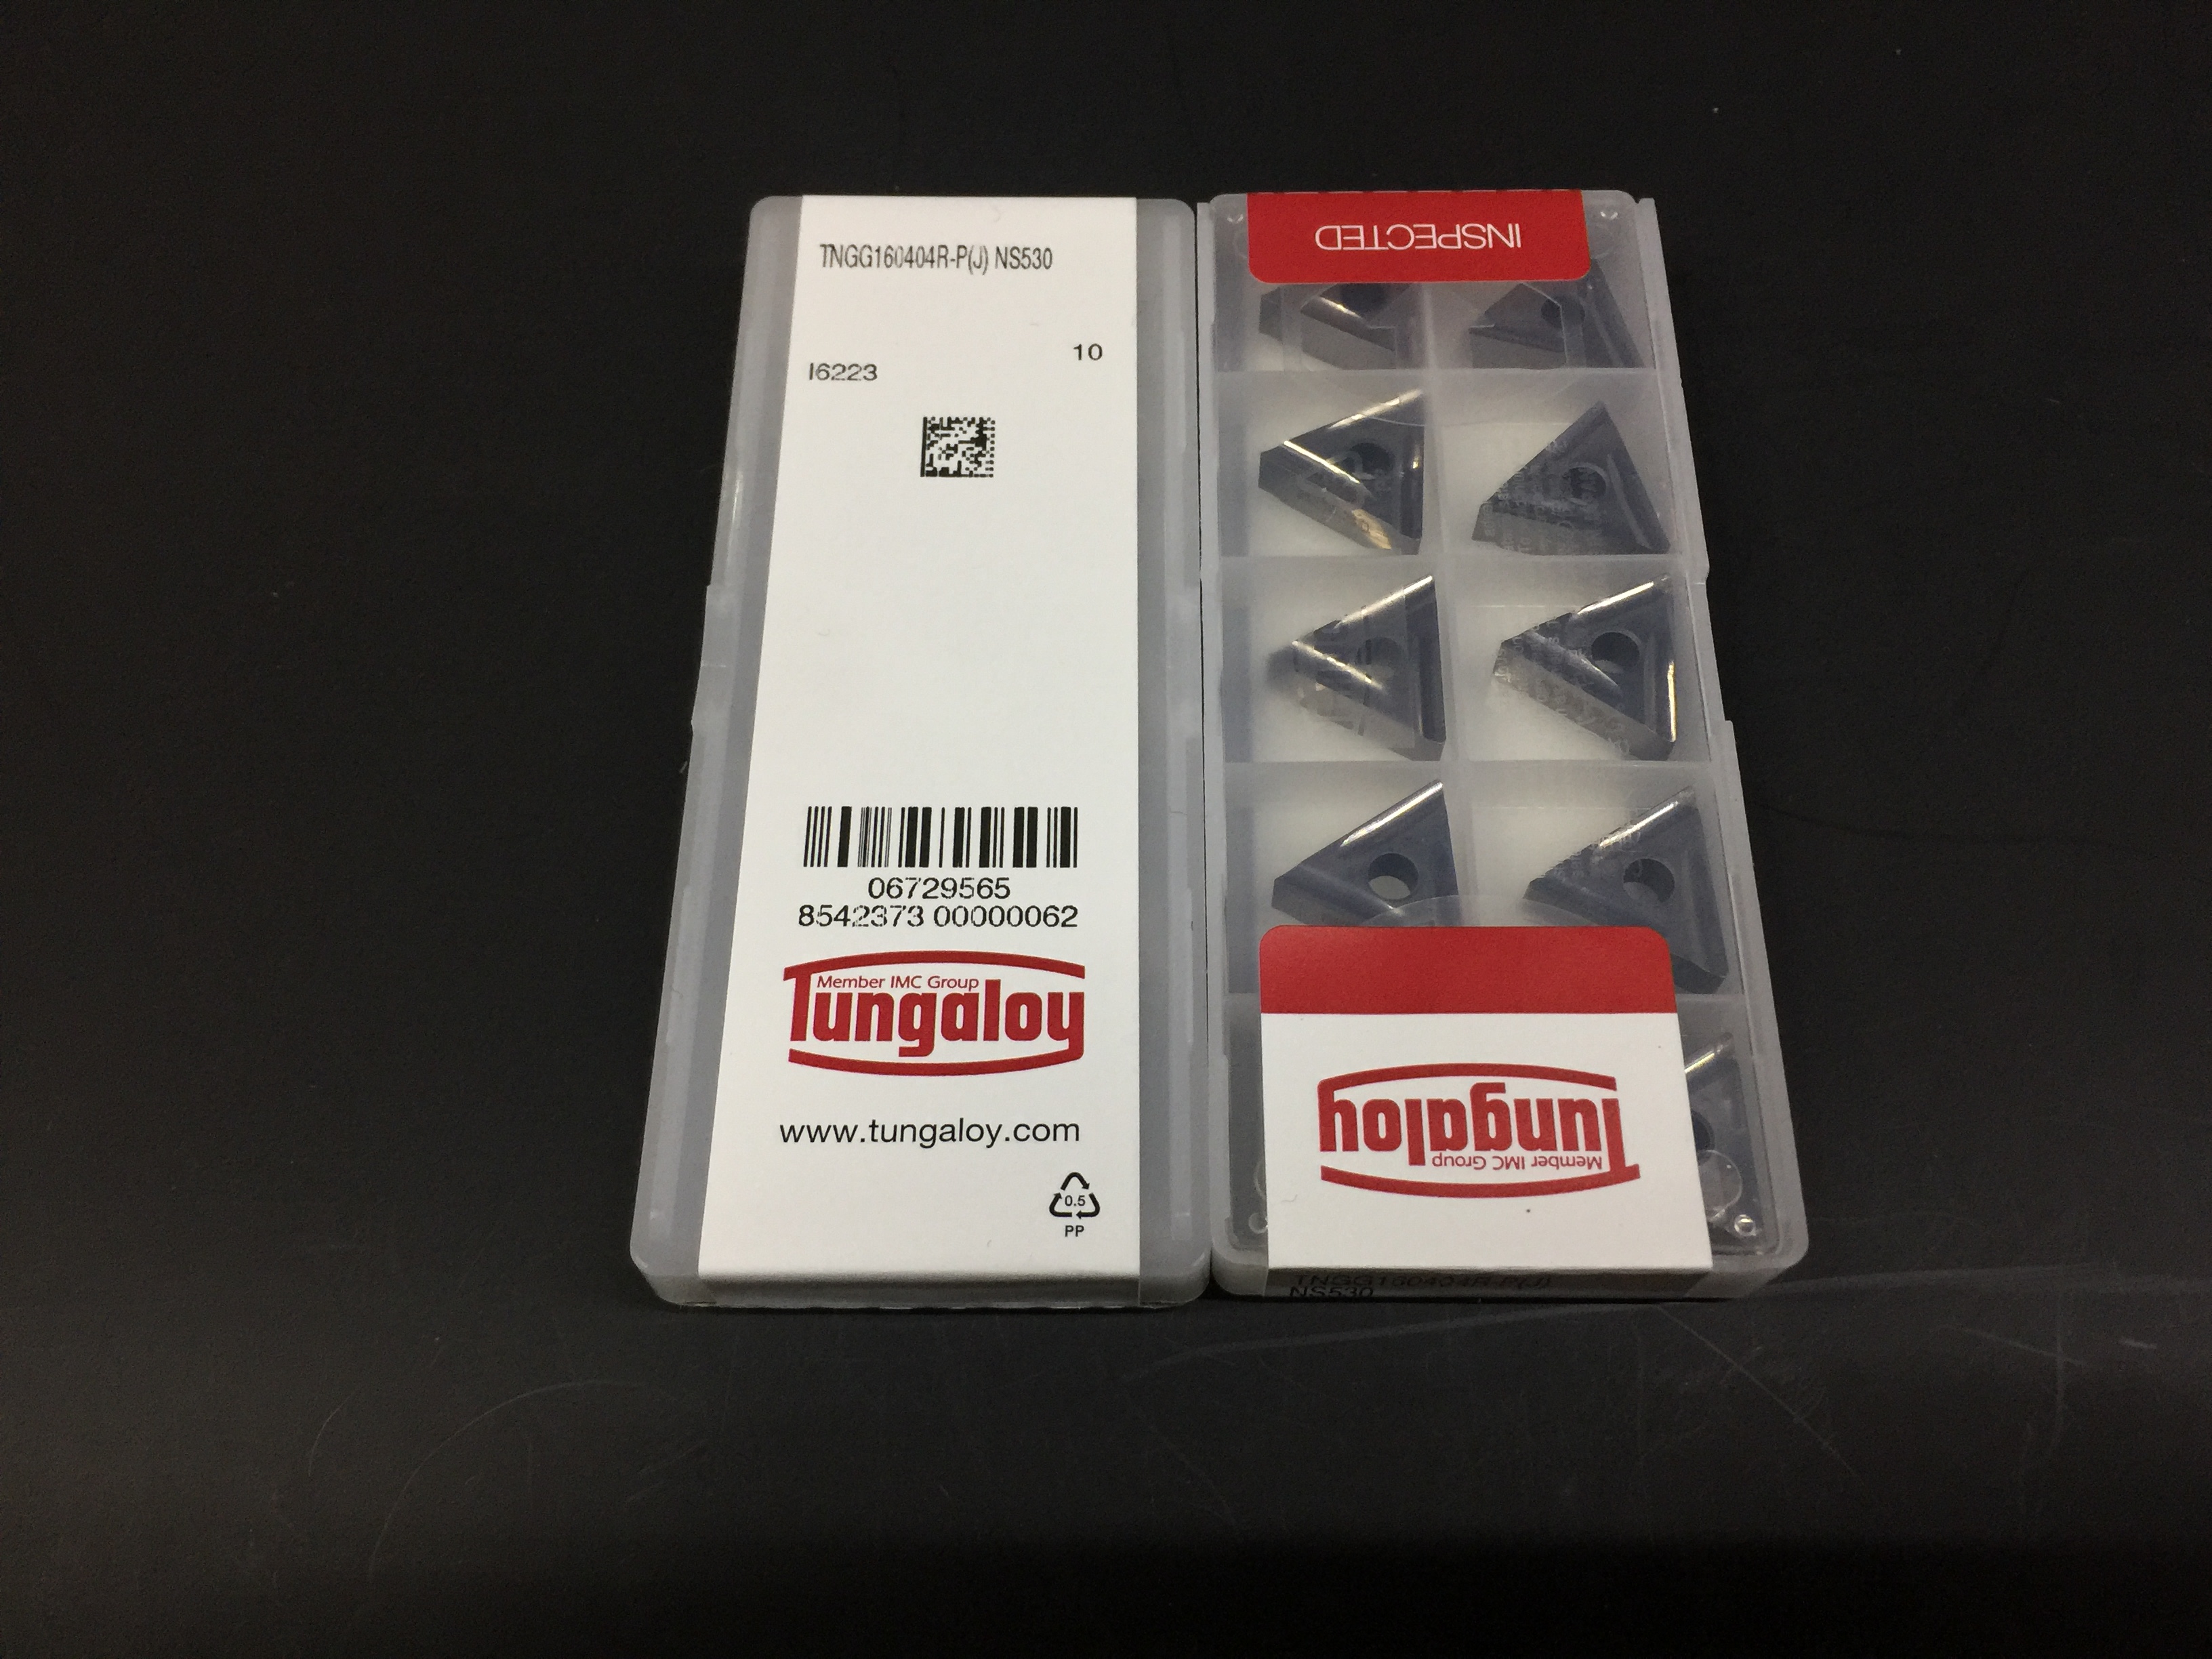 TNGG160404R-P(J) NS530
10
I6223
06729565
8542373 00000062
Member IMC Group
Tungaloy
www.tungaloy.com
0.5
PP
INSPECTED
Tungaloy
Member IMC Group
TNGG160404R-P(J)
NS530